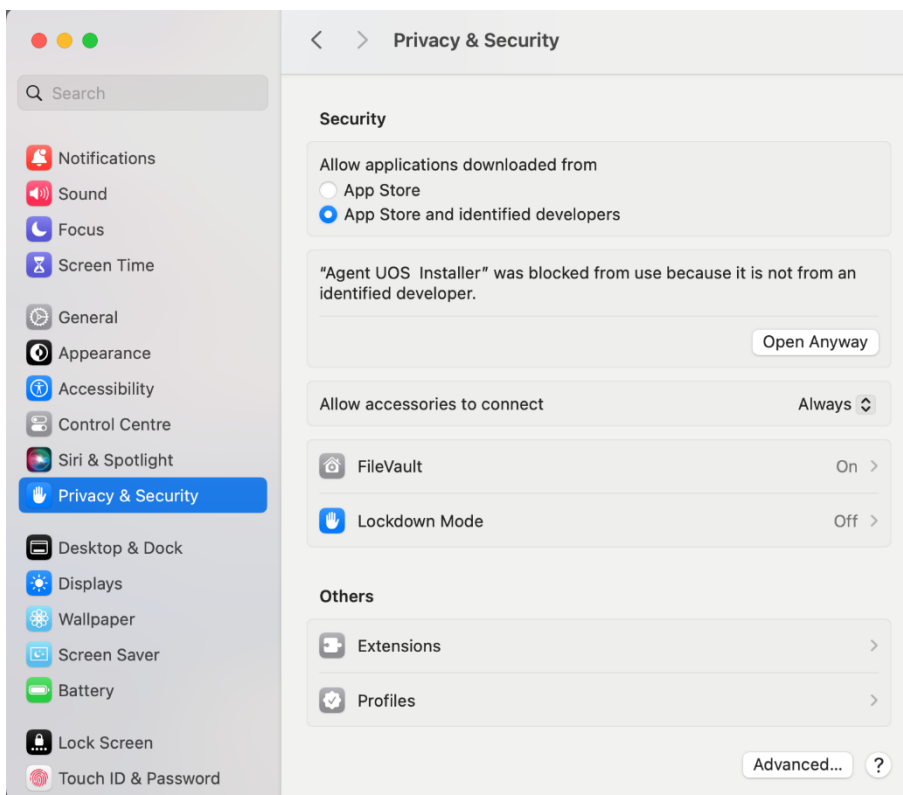 Privacy & Security
Search
Notifications
Sound
Focus
Screen Time
General
Appearance
Accessibility
Control Centre
Siri & Spotlight
Privacy & Security
Desktop & Dock
Displays
Wallpaper
Screen Saver
Battery
Lock Screen
Touch ID & Password
Security
Allow applications downloaded from
App Store
App Store and identified developers
“Agent UOS  Installer” was blocked from use because it is not from an
identified developer.
Open Anyway
Allow accessories to connect Always
FileVault On
Lockdown Mode Off
Others
Extensions
Profiles
Advanced... ?